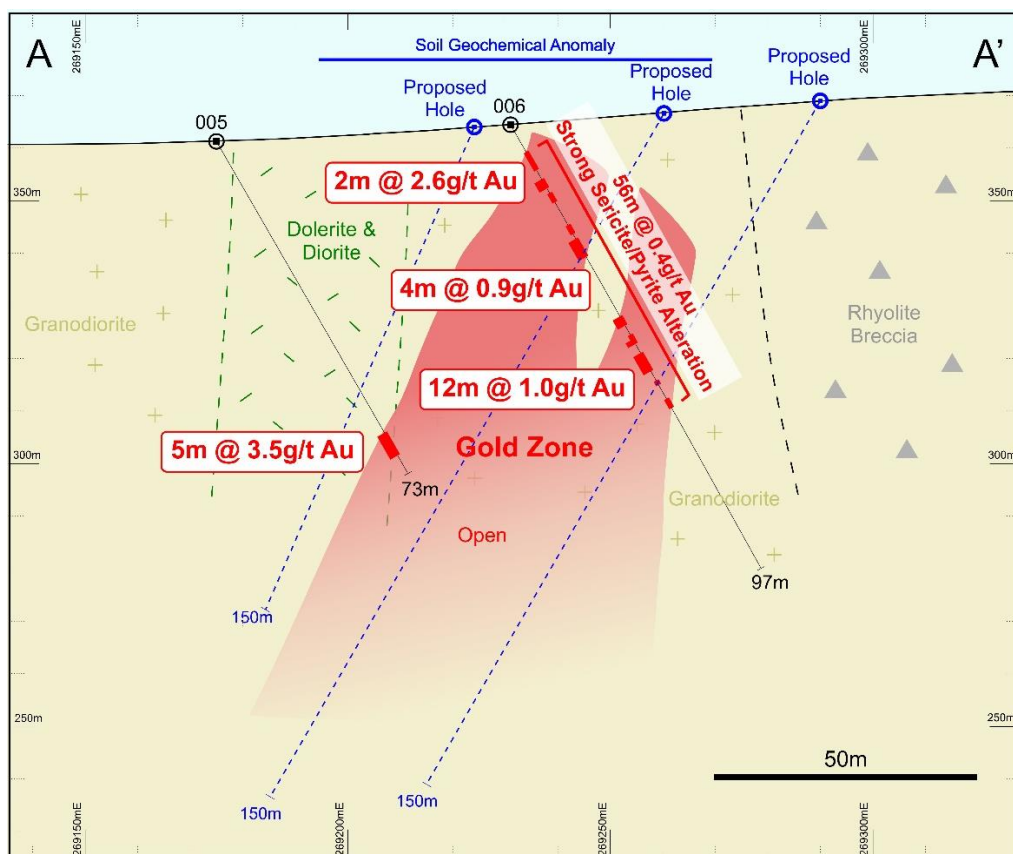 A
269150mE
Soil Geochemical Anomaly
269300mE
A'
Proposed
Hole
Proposed
Hole
Proposed
Hole
005
006
350m
350m
2m @ 2.6g/t Au
56m @ 0.4g/t Au
Strong Sericite/Pyrite Alteration
Dolerite &
Diorite
4m @ 0.9g/t Au
Granodiorite
Rhyolite
Breccia
12m @ 1.0g/t Au
5m @ 3.5g/t Au
Gold Zone
300m
300m
73m
Granodiorite
Open
97m
150m
250m
250m
50m
150m
150m
269150mE
269200mE
269250mE
269300mE